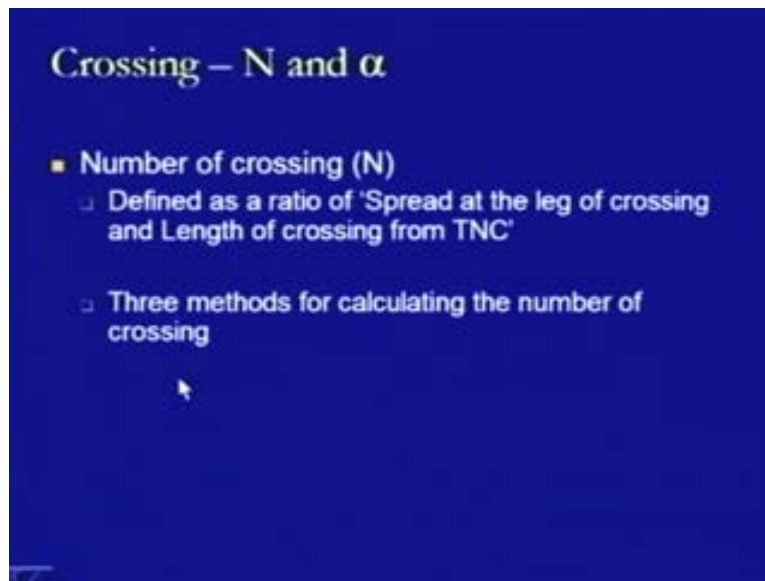 Crossing – N and α
Number of crossing (N)
Defined as a ratio of 'Spread at the leg of crossing
and Length of crossing from TNC'
Three methods for calculating the number of
crossing